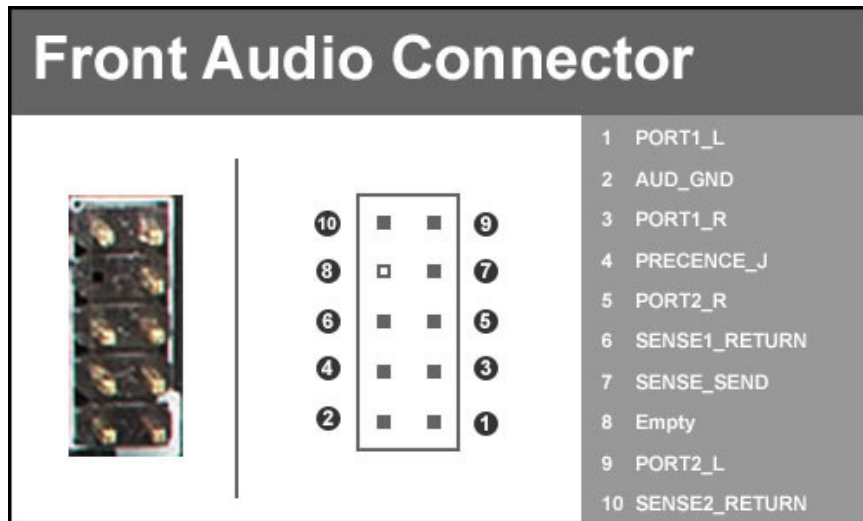 Front Audio Connector
1 PORT1_L
2 AUD_GND
3 PORT1_R
4 PRECENCE_J
5 PORT2_R
6 SENSE1_RETURN
7 SENSE_SEND
8 Empty
9 PORT2_L
10 SENSE2_RETURN
10 9
8 7
6 5
4 3
2 1